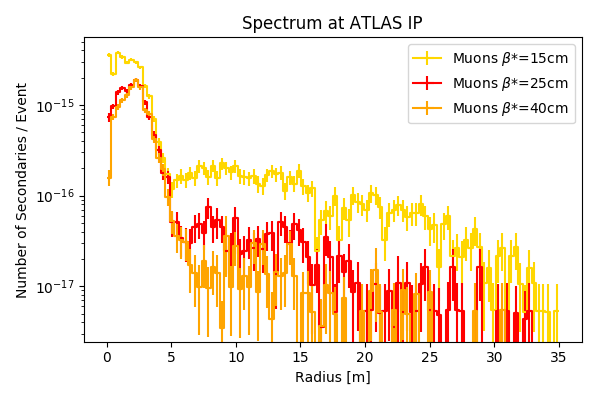 Spectrum at ATLAS IP
Number of Secondaries / Event
10⁻¹⁵
10⁻¹⁶
10⁻¹⁷
Muons β*=15cm
Muons β*=25cm
Muons β*=40cm
0 5 10 15 20 25 30 35
Radius [m]